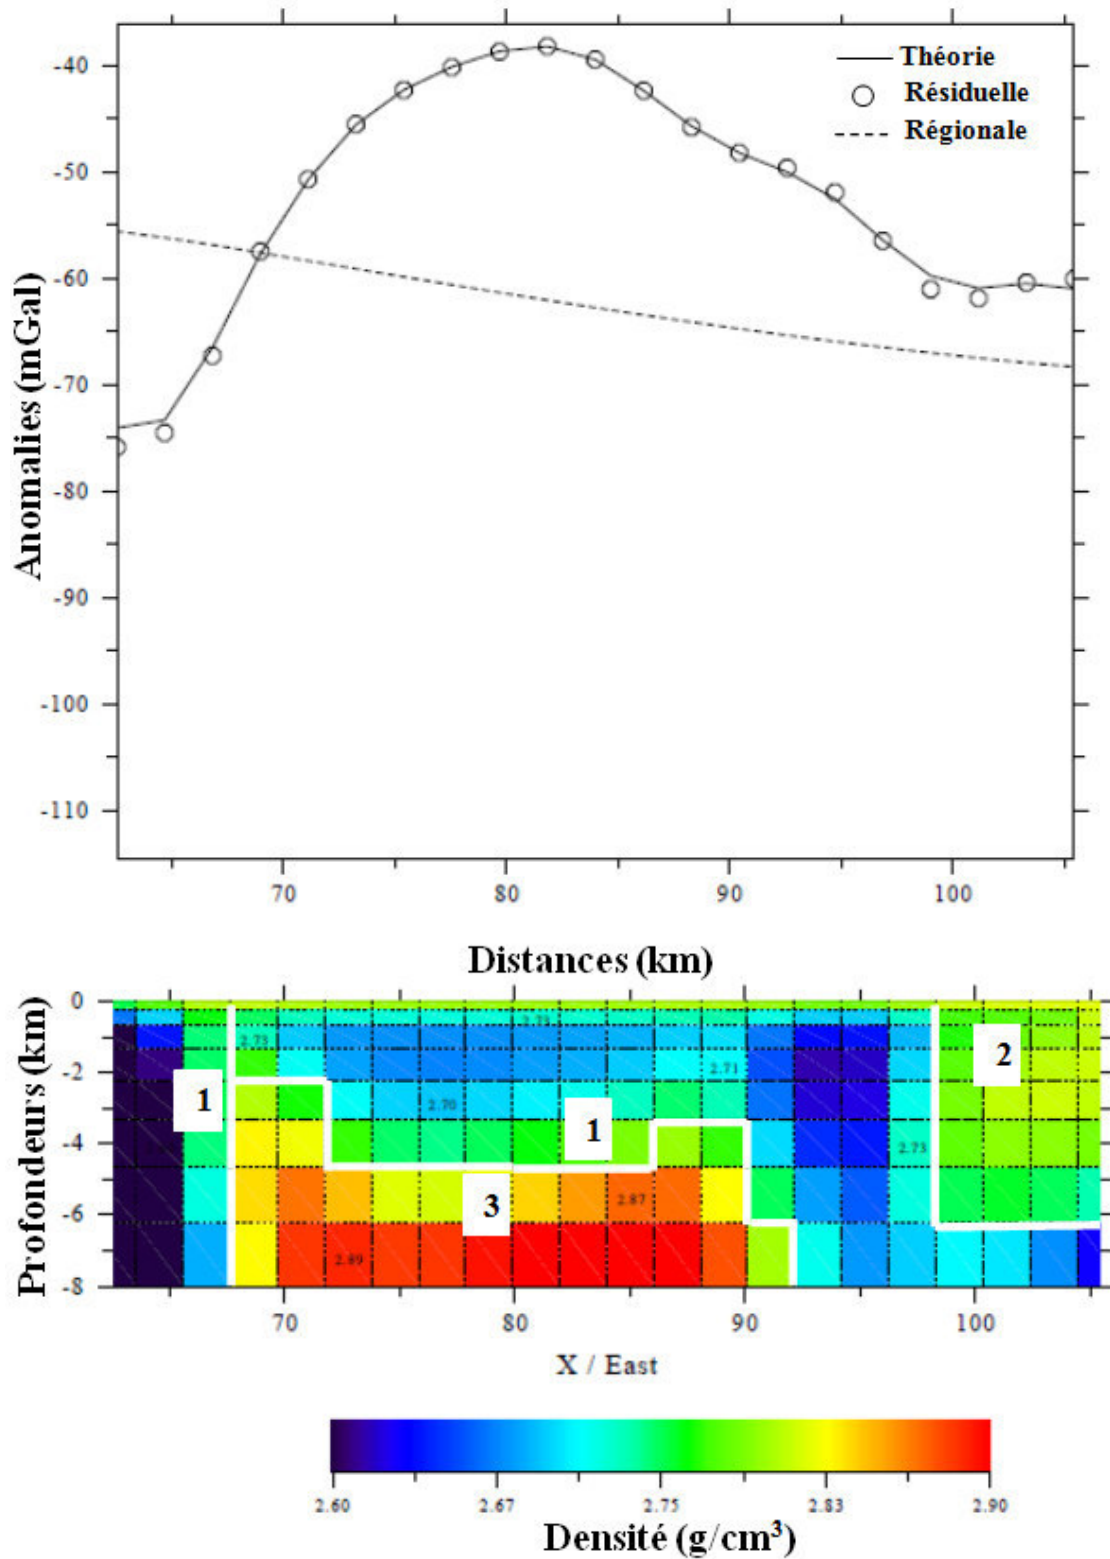 -40
-50
-60
-70
-80
-90
-100
-110
Anomalies (mGal)
Théorie
Résiduelle
Régionale
70 80 90 100
Distances (km)
Profondeurs (km)
0
-2
-4
-6
-8
2.73
2.73
2.71
2.70
2.73
2.87
2.89
1
1
2
3
70 80 90 100
X / East
2.60 2.67 2.75 2.83 2.90
Densité (g/cm³)